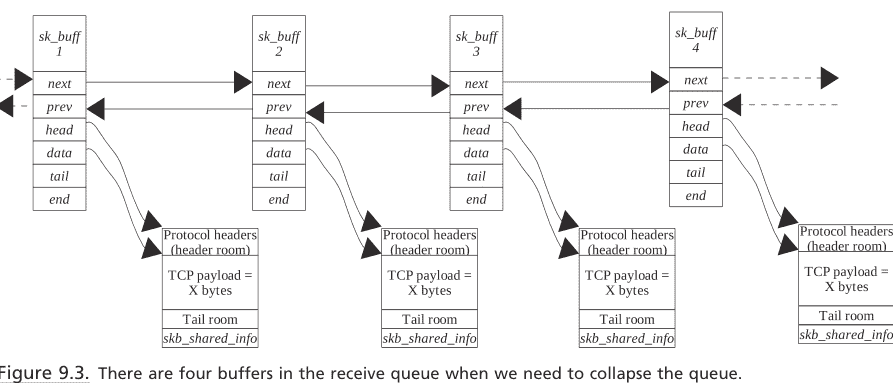 sk_buff
1
next
prev
head
data
tail
end
sk_buff
2
next
prev
head
data
tail
end
sk_buff
3
next
prev
head
data
tail
end
sk_buff
4
next
prev
head
data
tail
end
Protocol headers
(header room)
TCP payload =
X bytes
Tail room
skb_shared_info
Protocol headers
(header room)
TCP payload =
X bytes
Tail room
skb_shared_info
Protocol headers
(header room)
TCP payload =
X bytes
Tail room
skb_shared_info
Protocol headers
(header room)
TCP payload =
X bytes
Tail room
skb_shared_info
Figure 9.3. There are four buffers in the receive queue when we need to collapse the queue.